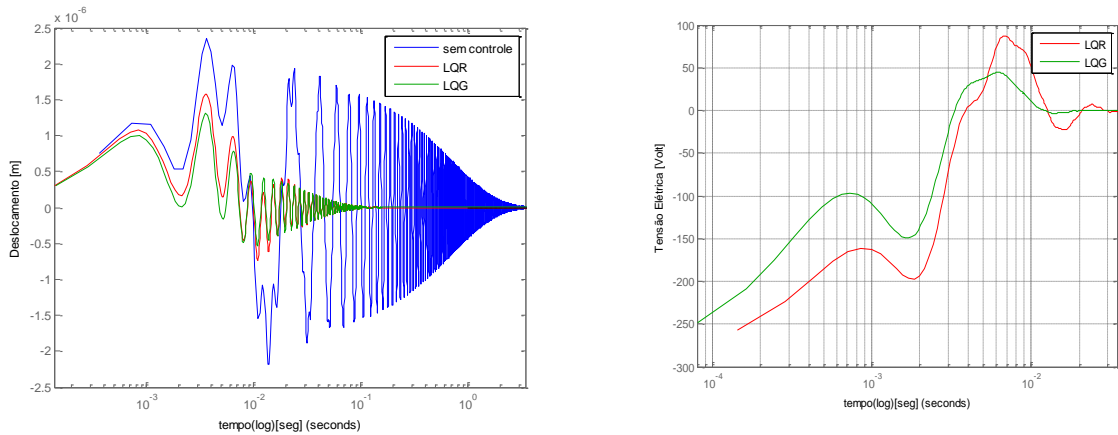 x 10^-6
2.5
2
1.5
1
0.5
0
-0.5
-1
-1.5
-2
-2.5
Deslocamento [m]
sem controle
LQR
LQG
10^-3
10^-2
10^-1
10^0
tempo(log)[seg] (seconds)
100
50
0
-50
-100
-150
-200
-250
-300
Tensão Elétrica [Volt]
LQR
LQG
10^-4
10^-3
10^-2
tempo(log)[seg] (seconds)